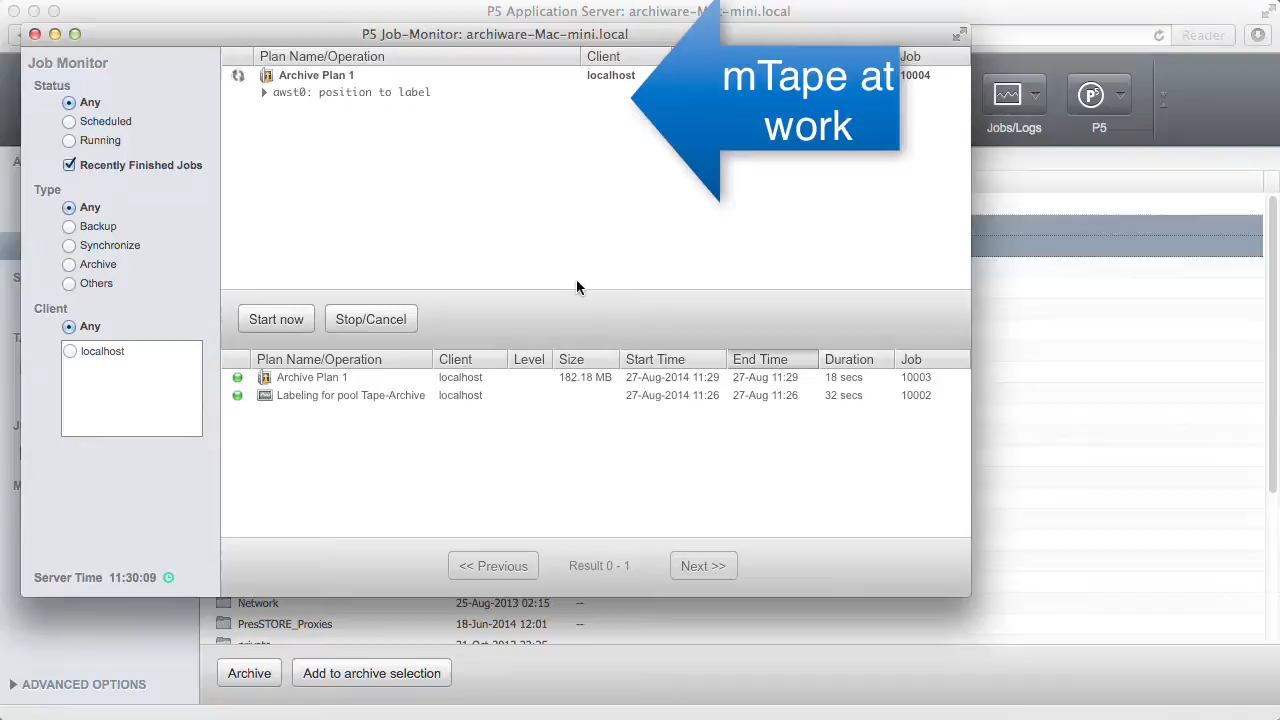 P5 Application Server: archiware-Mac-mini.local
P5 Job-Monitor: archiware-Mac-mini.local
Reader
Job Monitor
Status
Any
Scheduled
Running
Recently Finished Jobs
Type
Any
Backup
Synchronize
Archive
Others
Client
Any
localhost
Server Time 11:30:09
Plan Name/Operation Client Job
Archive Plan 1 localhost 10004
awst0: position to label
mTape at
work
Jobs/Logs
P5
P5
Start now
Stop/Cancel
Plan Name/Operation Client Level Size Start Time End Time Duration Job
Archive Plan 1 localhost 182.18 MB 27-Aug-2014 11:29 27-Aug 11:29 18 secs 10003
Labeling for pool Tape-Archive localhost 27-Aug-2014 11:26 27-Aug 11:26 32 secs 10002
<< Previous
Result 0 - 1
Next >>
Network 25-Aug-2013 02:15 --
PresSTORE_Proxies 18-Jun-2014 12:01 --
Archive
Add to archive selection
ADVANCED OPTIONS